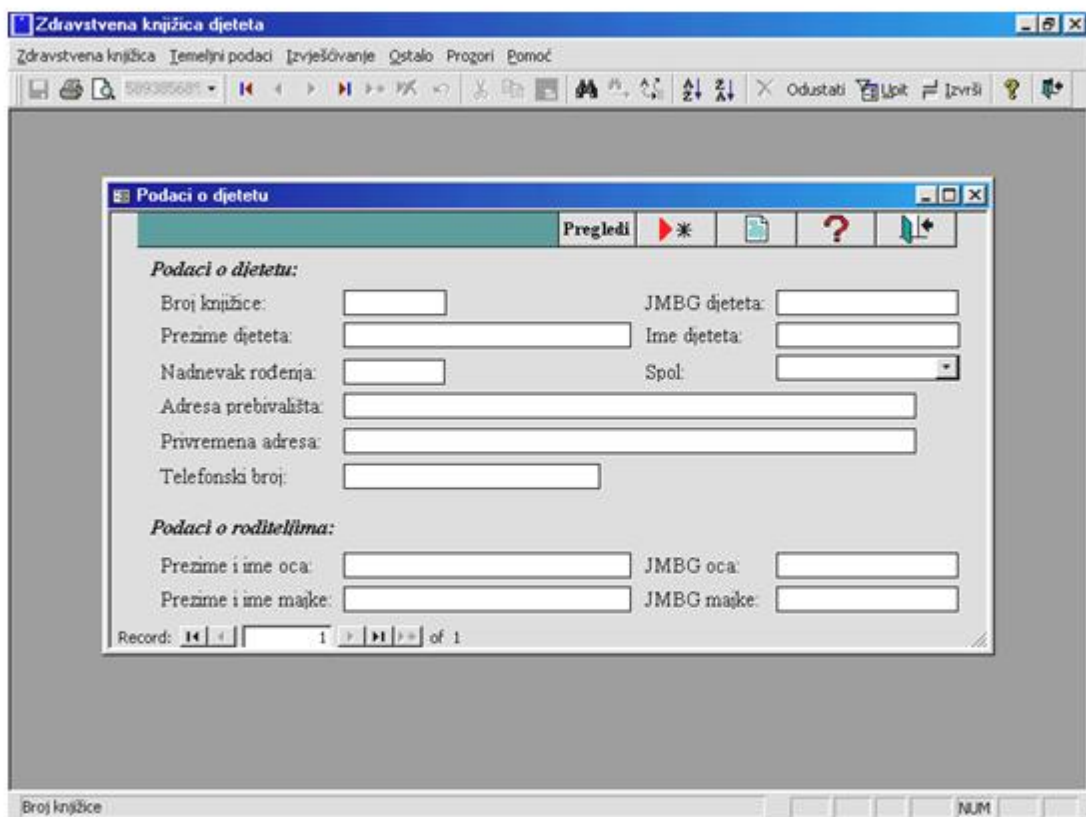 Zdravstvena knjižica djeteta
Zdravstvena knjižica Temeljni podaci Izvješćivanje Ostalo Prozori Pomoć
Odustati Upit Izvrši
Podaci o djetetu
Pregledi
Podaci o djetetu:
Broj knjižice: JMBG djeteta:
Prezime djeteta: Ime djeteta:
Nadnevak rođenja: Spol:
Adresa prebivališta:
Privremena adresa:
Telefonski broj:
Podaci o roditeljima:
Prezime i ime oca: JMBG oca:
Prezime i ime majke: JMBG majke:
Record: 1 of 1
Broj knjižice NUM